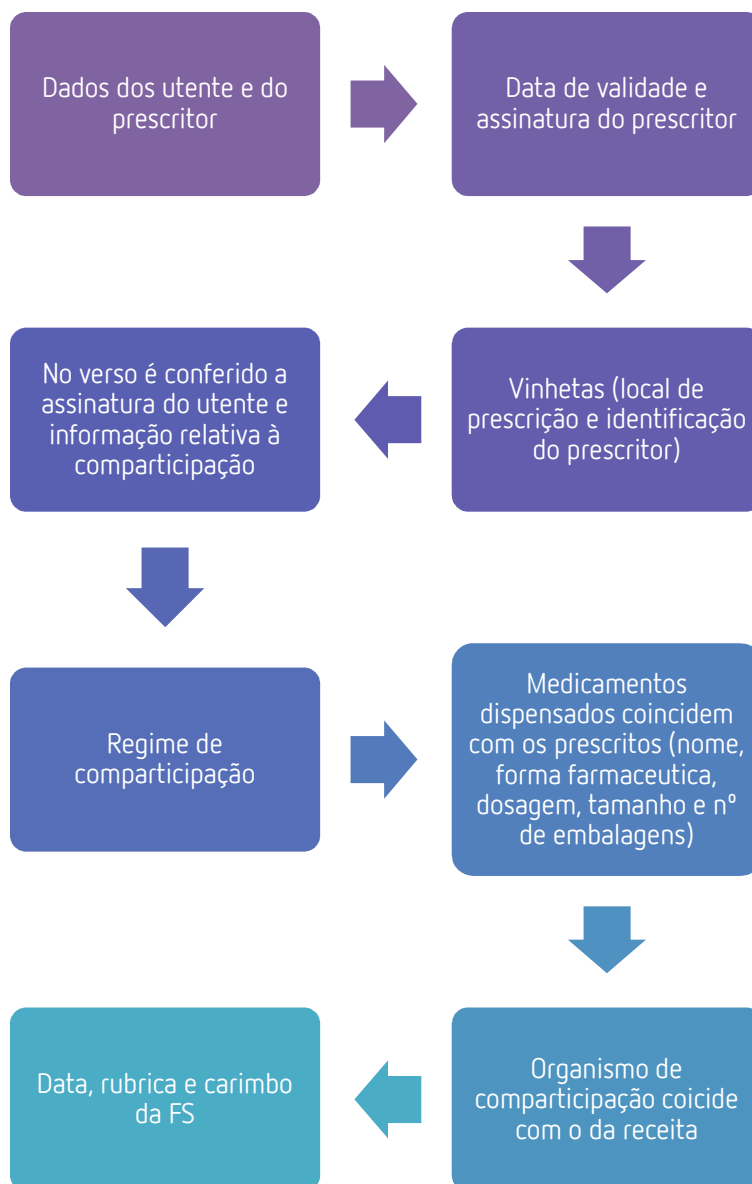 Dados dos utente e do
prescritor
Data de validade e
assinatura do prescritor
Vinhetas (local de
prescrição e identificação
do prescritor)
No verso é conferido a
assinatura do utente e
informação relativa à
comparticipação
Regime de
comparticipação
Medicamentos
dispensados coincidem
com os prescritos (nome,
forma farmaceutica,
dosagem, tamanho e nº
de embalagens)
Organismo de
comparticipação coicide
com o da receita
Data, rubrica e carimbo
da FS